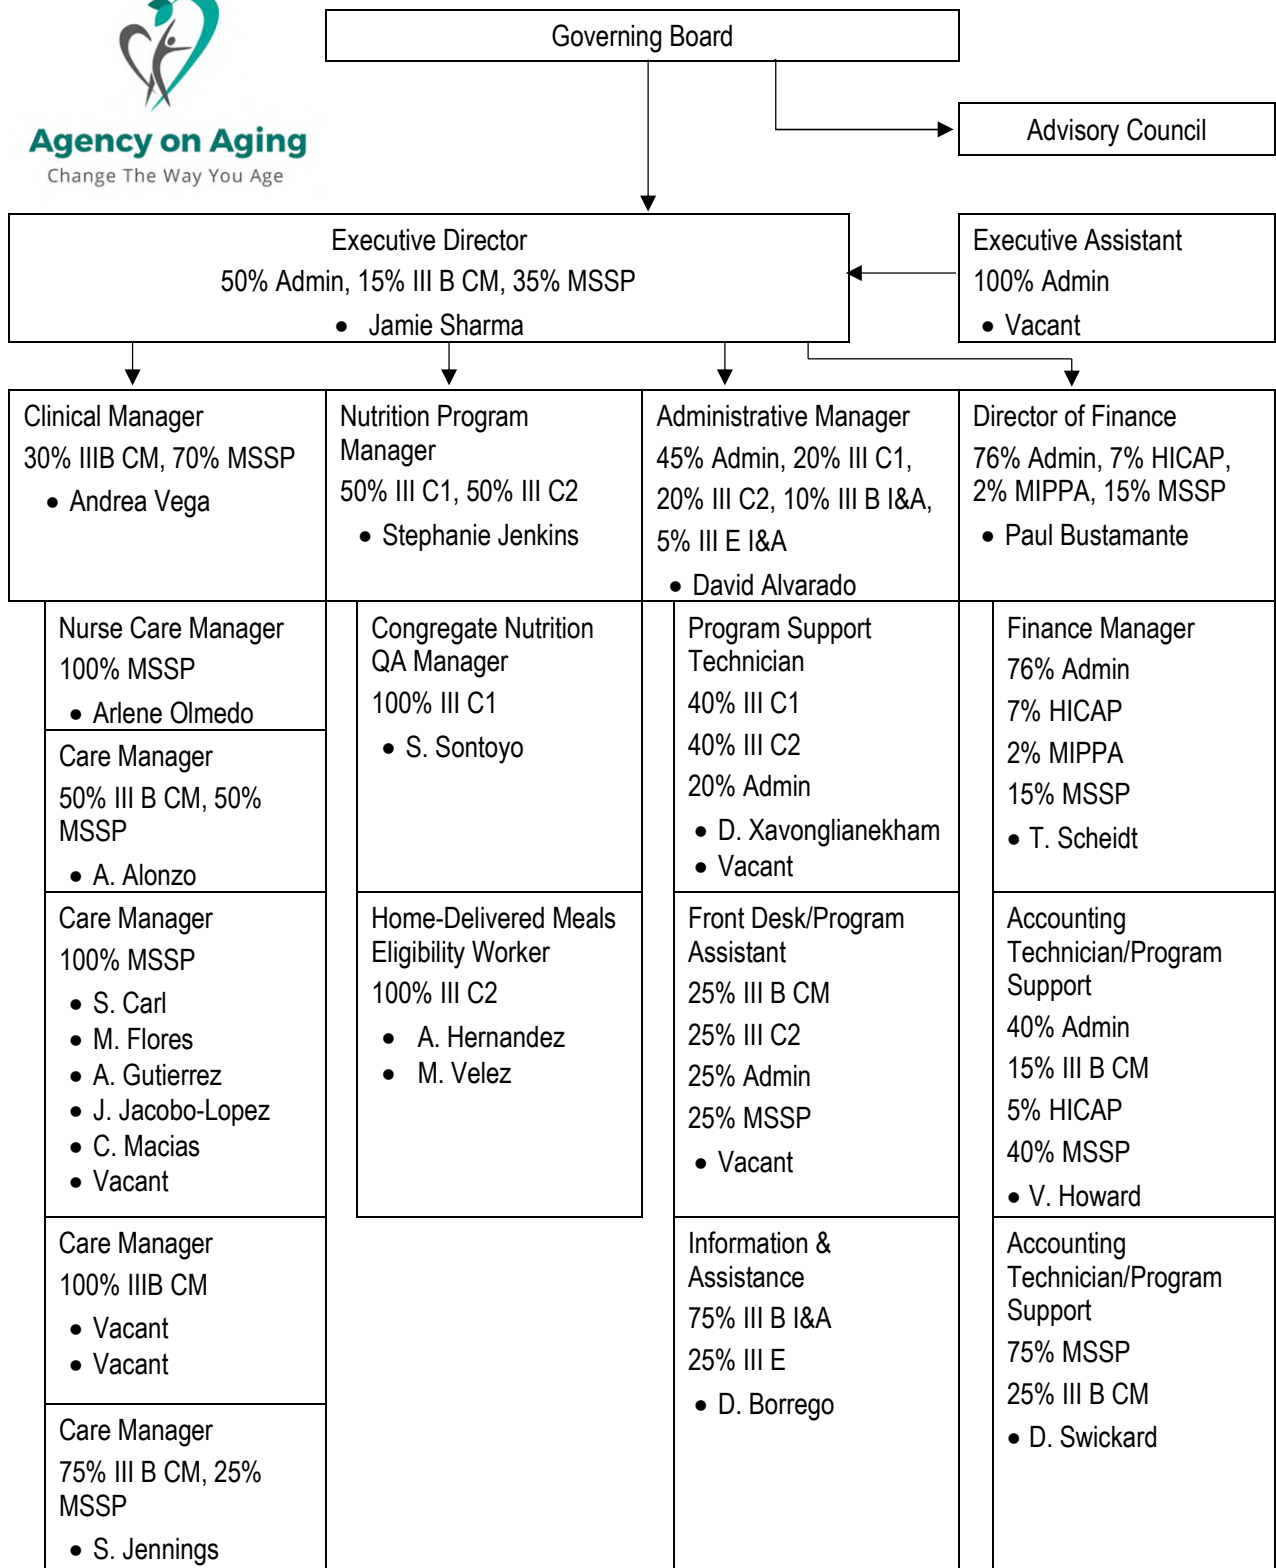 Agency on Aging
Change The Way You Age
Governing Board
Advisory Council
Executive Director
50% Admin, 15% III B CM, 35% MSSP
• Jamie Sharma
Executive Assistant
100% Admin
• Vacant
Clinical Manager
30% IIIB CM, 70% MSSP
• Andrea Vega
Nutrition Program
Manager
50% III C1, 50% III C2
• Stephanie Jenkins
Administrative Manager
45% Admin, 20% III C1,
20% III C2, 10% III B I&A,
5% III E I&A
• David Alvarado
Director of Finance
76% Admin, 7% HICAP,
2% MIPPA, 15% MSSP
• Paul Bustamante
Nurse Care Manager
100% MSSP
• Arlene Olmedo
Care Manager
50% III B CM, 50%
MSSP
• A. Alonzo
Care Manager
100% MSSP
• S. Carl
• M. Flores
• A. Gutierrez
• J. Jacobo-Lopez
• C. Macias
• Vacant
Care Manager
100% IIIB CM
• Vacant
• Vacant
Care Manager
75% III B CM, 25%
MSSP
• S. Jennings
Congregate Nutrition
QA Manager
100% III C1
• S. Sontoyo
Home-Delivered Meals
Eligibility Worker
100% III C2
• A. Hernandez
• M. Velez
Program Support
Technician
40% III C1
40% III C2
20% Admin
• D. Xavonglianekham
• Vacant
Front Desk/Program
Assistant
25% III B CM
25% III C2
25% Admin
25% MSSP
• Vacant
Information &
Assistance
75% III B I&A
25% III E
• D. Borrego
Finance Manager
76% Admin
7% HICAP
2% MIPPA
15% MSSP
• T. Scheidt
Accounting
Technician/Program
Support
40% Admin
15% III B CM
5% HICAP
40% MSSP
• V. Howard
Accounting
Technician/Program
Support
75% MSSP
25% III B CM
• D. Swickard